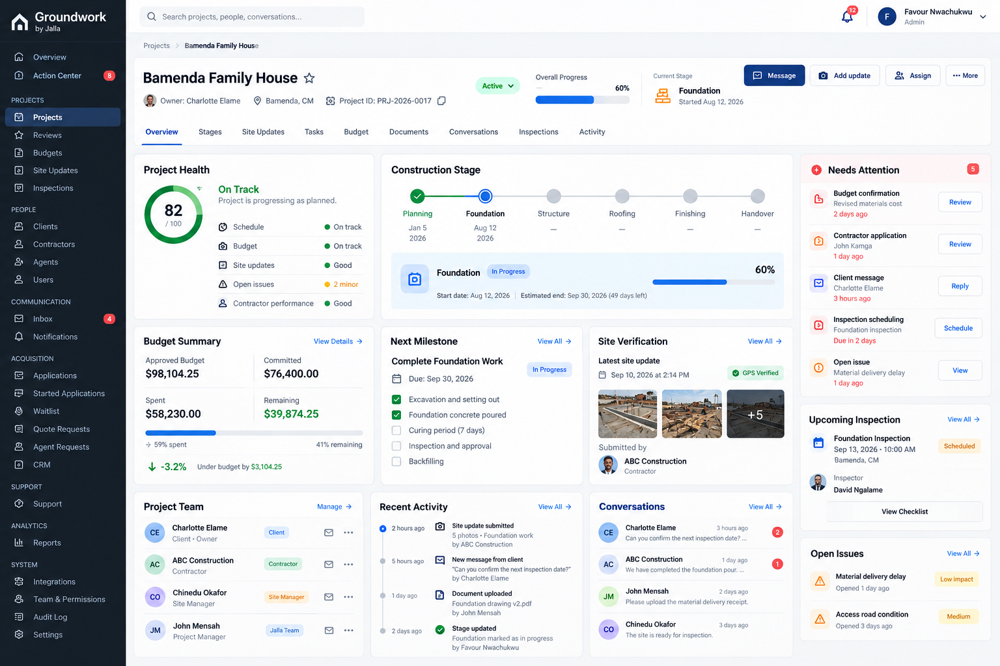 Groundwork
by Jalla
Overview
Action Center 8
PROJECTS
Projects
Reviews
Budgets
Site Updates
Inspections
PEOPLE
Clients
Contractors
Agents
Users
COMMUNICATION
Inbox 4
Notifications
ACQUISITION
Applications
Started Applications
Waitlist
Quote Requests
Agent Requests
CRM
SUPPORT
Support
ANALYTICS
Reports
SYSTEM
Integrations
Team & Permissions
Audit Log
Settings
Search projects, people, conversations...
12
F
Favour Nwachukwu
Admin
Projects > Bamenda Family House
Bamenda Family House
Owner: Charlotte Elame
Bamenda, CM
Project ID: PRJ-2026-0017
Active
Overall Progress
—
60%
Current Stage
Foundation
Started Aug 12, 2026
Message
Add update
Assign
••• More
Overview Stages Site Updates Tasks Budget Documents Conversations Inspections Activity
Project Health
82
/ 100
On Track
Project is progressing as planned.
Schedule On track
Budget On track
Site updates Good
Open issues 2 minor
Contractor performance Good
Construction Stage
Planning Foundation Structure Roofing Finishing Handover
Jan 5 Aug 12 — — — —
2026 2026
Foundation In Progress 60%
Start date: Aug 12, 2026 | Estimated end: Sep 30, 2026 (49 days left)
Needs Attention 5
Budget confirmation
Revised materials cost
2 days ago
Review
Contractor application
John Kamga
1 day ago
Review
Client message
Charlotte Elame
3 hours ago
Reply
Inspection scheduling
Foundation inspection
Due in 2 days
Schedule
Open issue
Material delivery delay
1 day ago
View
Budget Summary View Details →
Approved Budget Committed
$98,104.25 $76,400.00
Spent Remaining
$58,230.00 $39,874.25
→ 59% spent 41% remaining
↓ -3.2% Under budget by $3,104.25
Next Milestone View All →
Complete Foundation Work
In Progress
Due: Sep 30, 2026
Excavation and setting out
Foundation concrete poured
Curing period (7 days)
Inspection and approval
Backfilling
Site Verification View All →
Latest site update
Sep 10, 2026 at 2:14 PM
GPS Verified
+5
Submitted by
ABC Construction
Contractor
Upcoming Inspection View All →
Foundation Inspection
Sep 13, 2026 • 10:00 AM
Bamenda, CM
Scheduled
Inspector
David Ngalame
View Checklist
Project Team Manage →
CE Charlotte Elame
Client • Owner
Client
•••
AC ABC Construction
Contractor
Contractor
•••
CO Chinedu Okafor
Site Manager
Site Manager
•••
JM John Mensah
Project Manager
Jalla Team
•••
Recent Activity View All →
2 hours ago Site update submitted
5 photos • Foundation work
by ABC Construction
5 hours ago New message from client
"Can you confirm the next inspection date?"
by Charlotte Elame
1 day ago Document uploaded
Foundation drawing v2.pdf
by John Mensah
2 days ago Stage updated
Foundation marked as in progress
by Favour Nwachukwu
Conversations View All →
CE Charlotte Elame 3 hours ago
Can you confirm the next inspection date? ...
2
AC ABC Construction 1 day ago
We have completed the foundation pour. ...
1
JM John Mensah 2 days ago
Please upload the material delivery receipt.
CO Chinedu Okafor 3 days ago
The site is ready for inspection.
Open Issues View All →
Material delivery delay
Opened 1 day ago
Low impact
Access road condition
Opened 3 days ago
Medium